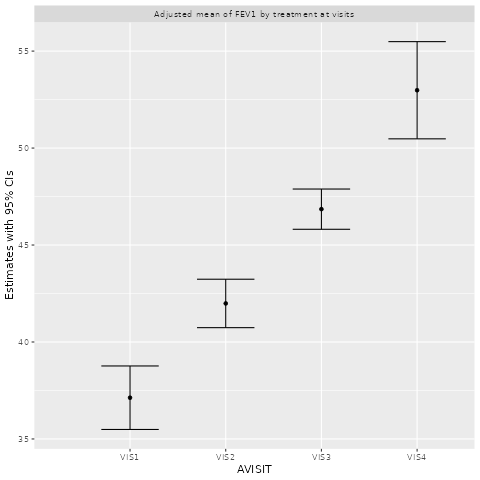 Adjusted mean of FEV1 by treatment at visits
55
50
45
40
35
Estimates with 95% CIs
VIS1 VIS2 VIS3 VIS4
AVISIT